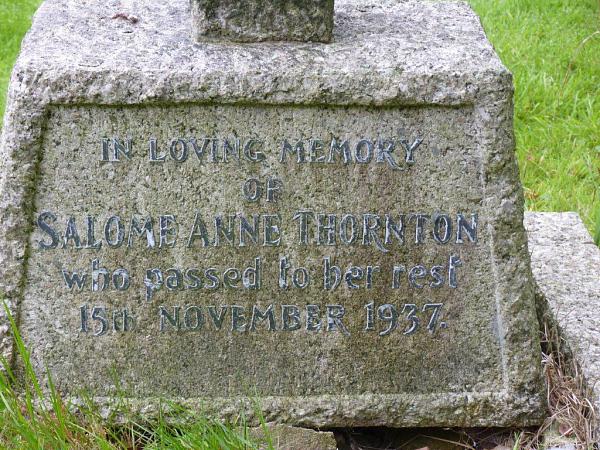 IN LOVING MEMORY
OF
SALOME ANNE THORNTON
who passed to her rest
15th NOVEMBER 1937.